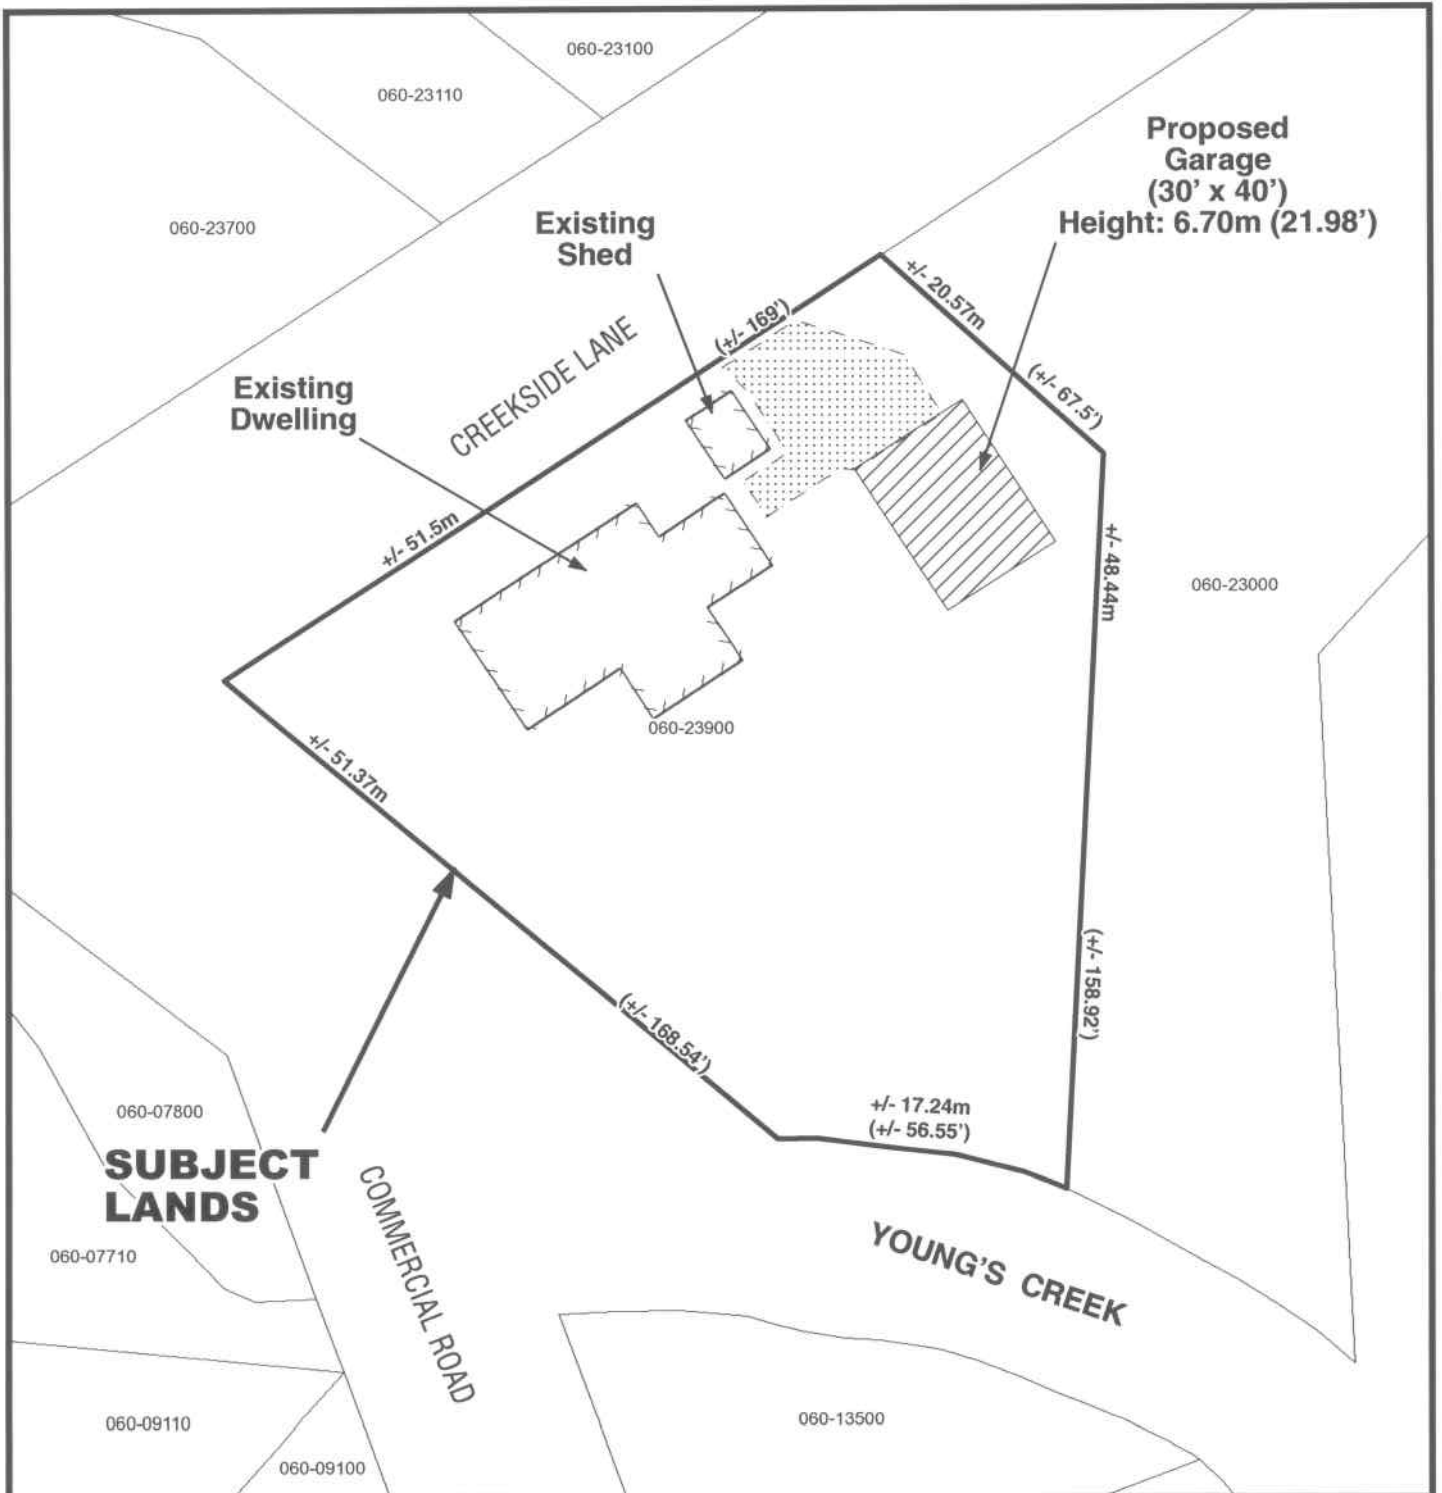 060-23100
060-23110
Proposed
Garage
(30' x 40')
Height: 6.70m (21.98')
060-23700
Existing
Shed
+/- 20.57m
(+/- 169')
CREEKSIDE LANE
(+/- 67.5')
Existing
Dwelling
+/- 51.5m
+/- 48.44m
060-23000
060-23900
+/- 51.37m
(+/- 158.92')
(+/- 168.54')
+/- 17.24m
(+/- 56.55')
060-07800
SUBJECT
LANDS
COMMERCIAL ROAD
060-07710
YOUNG'S CREEK
060-09110
060-13500
060-09100